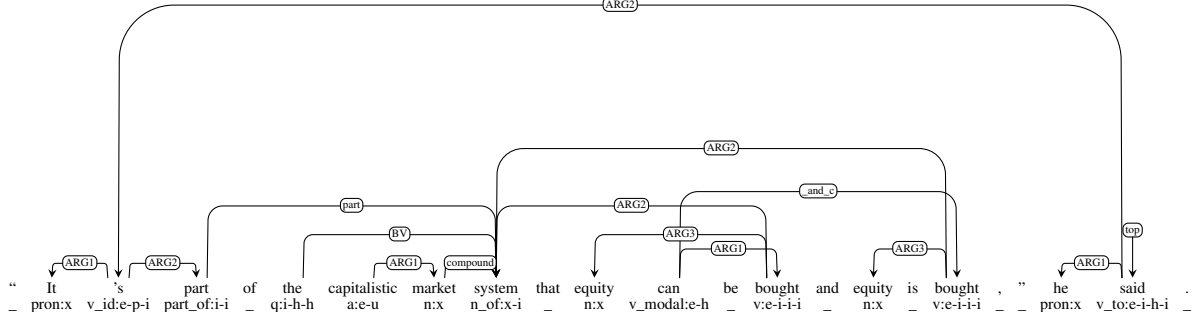 ARG2
ARG2
_and_c
part ARG2
top
BV ARG3
ARG1 ARG3
ARG1 ARG2 ARG1 compound ARG1
“ It 's part of the capitalistic market system that equity can be bought and equity is bought , ” he said .
_ pron:x v_id:e-p-i part_of:i-i _ q:i-h-h a:e-u n:x n_of:x-i _ n:x v_modal:e-h _ v:e-i-i-i _ n:x _ v:e-i-i-i _ _ pron:x v_to:e-i-h-i _